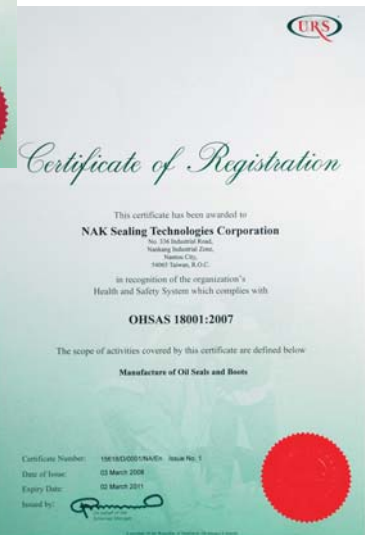 URS
Certificate of Registration
This certificate has been awarded to
NAK Sealing Technologies Corporation
No. 336 Industrial Road,
Nankang Industrial Zone,
Nantou City,
54065 Taiwan, R.O.C.
in recognition of the organization's
Health and Safety System which complies with
OHSAS 18001:2007
The scope of activities covered by this certificate are defined below
Manufacture of Oil Seals and Boots
Certificate Number: Issue No. 1
Date of Issue: 03 March 2008
Expiry Date: 02 March 2011
Issued by: